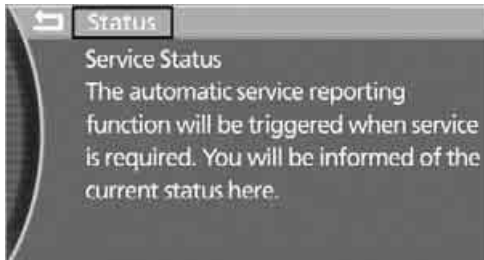 Status
Service Status
The automatic service reporting
function will be triggered when service
is required. You will be informed of the
current status here.